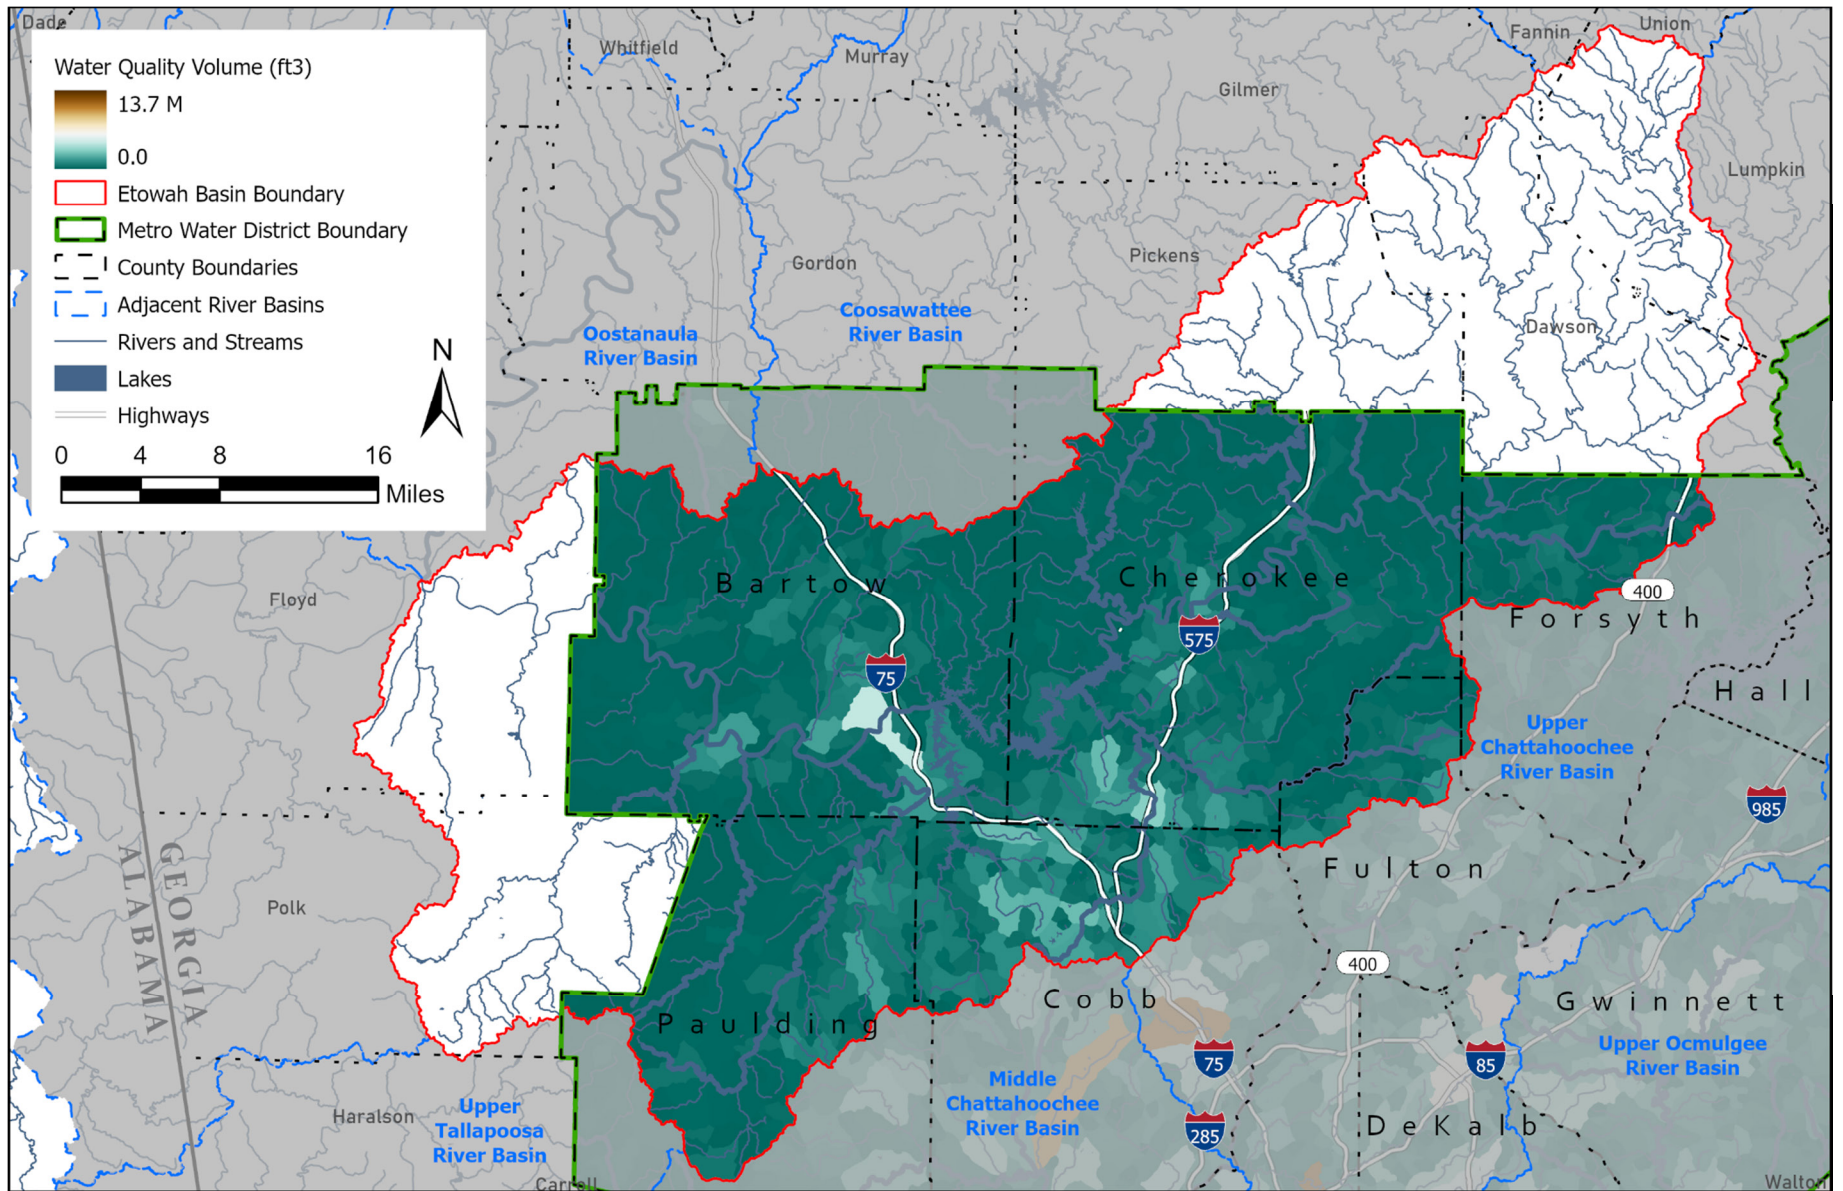 Dade
Whitfield
Murray
Fannin
Union
Gilmer
Lumpkin
Water Quality Volume (ft3)
13.7 M
0.0
Etowah Basin Boundary
Metro Water District Boundary
County Boundaries
Adjacent River Basins
Rivers and Streams
Lakes
Highways
N
0 4 8 16
Miles
Gordon
Pickens
Dawson
Oostanaula
River Basin
Coosawattee
River Basin
Floyd
Bartow
Cherokee
400
Forsyth
575
75
Hall
Upper
Chattahoochee
River Basin
985
GEORGIA
ALABAMA
Fulton
Polk
400
Cobb
Gwinnett
Paulding
75
85
Upper Ocmulgee
River Basin
Middle
Chattahoochee
River Basin
Haralson
Upper
Tallapoosa
River Basin
285
DeKalb
Carroll
Walton